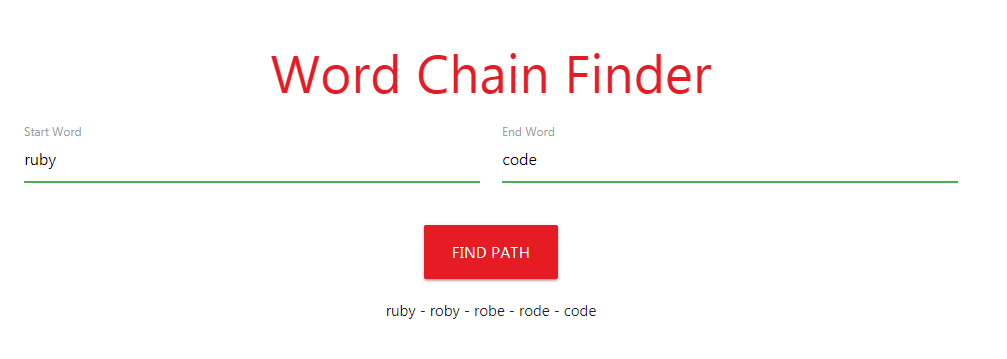 Word Chain Finder
Start Word
End Word
ruby
code
FIND PATH
ruby - roby - robe - rode - code